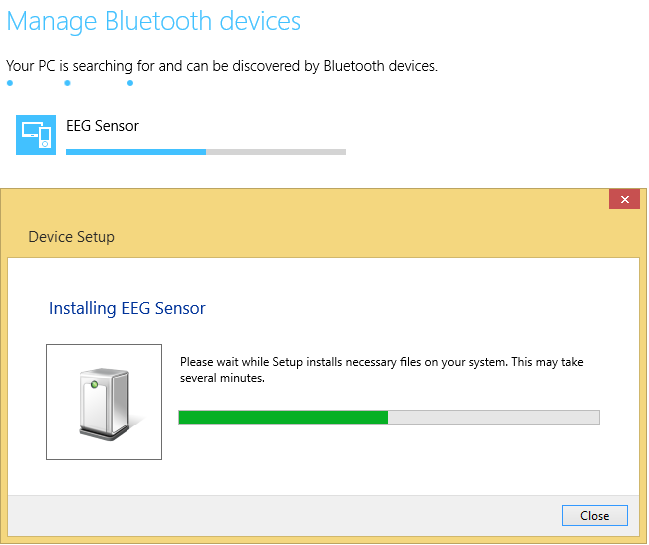 Manage Bluetooth devices
Your PC is searching for and can be discovered by Bluetooth devices.
EEG Sensor
Device Setup
Installing EEG Sensor
Please wait while Setup installs necessary files on your system. This may take
several minutes.
Close